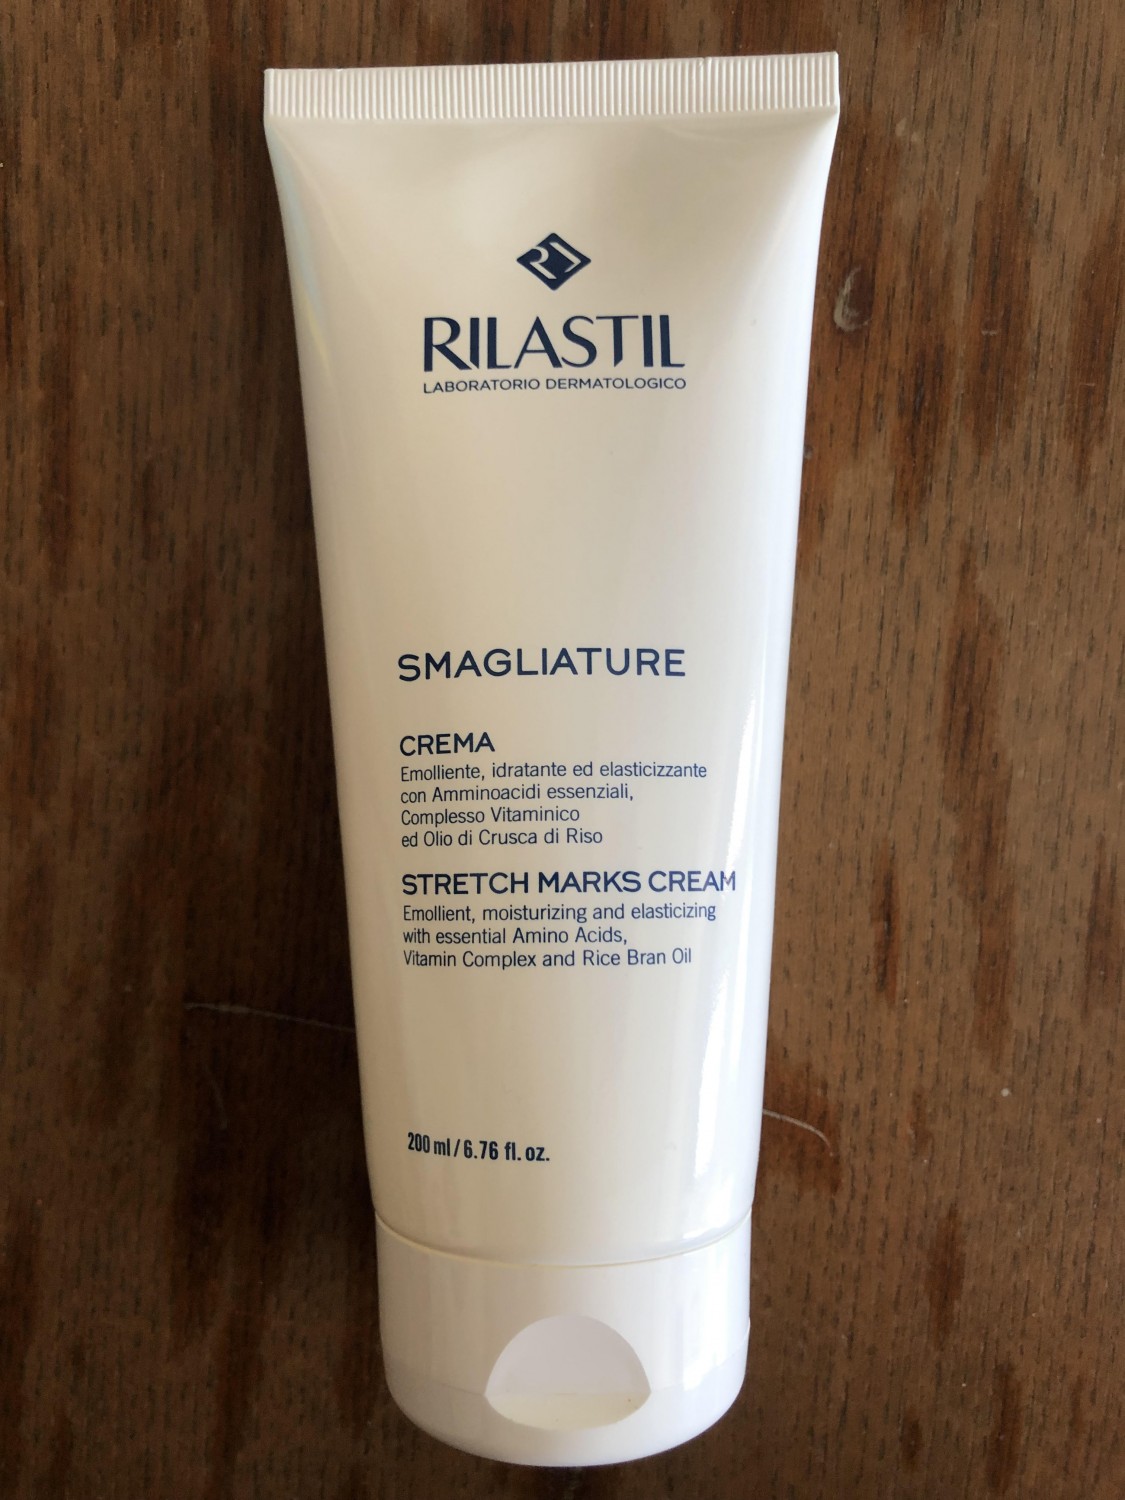 RILASTIL
LABORATORIO DERMATOLOGICO
SMAGLIATURE
CREMA
Emolliente, idratante ed elasticizzante
con Amminoacidi essenziali,
Complesso Vitaminico
ed Olio di Crusca di Riso
STRETCH MARKS CREAM
Emollient, moisturizing and elasticizing
with essential Amino Acids,
Vitamin Complex and Rice Bran Oil
200 ml / 6.76 fl. oz.